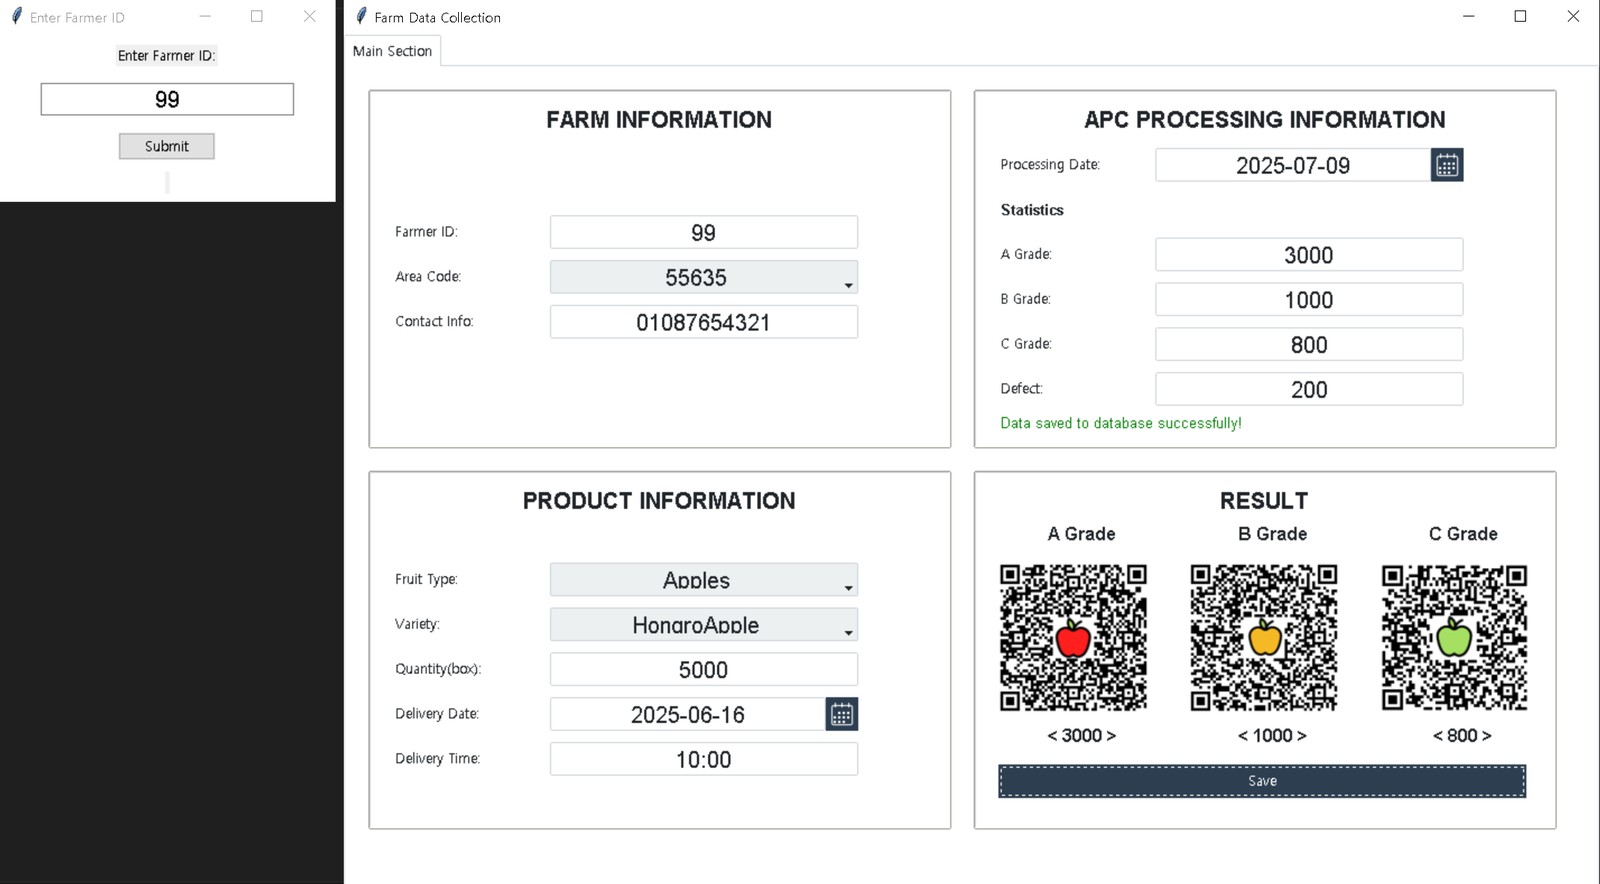 Enter Farmer ID
Enter Farmer ID:
99
Submit
Farm Data Collection
Main Section
FARM INFORMATION
Farmer ID: 99
Area Code: 55635
Contact Info: 01087654321
APC PROCESSING INFORMATION
Processing Date: 2025-07-09
Statistics
A Grade: 3000
B Grade: 1000
C Grade: 800
Defect: 200
Data saved to database successfully!
PRODUCT INFORMATION
Fruit Type: Apples
Variety: HongroApple
Quantity(box): 5000
Delivery Date: 2025-06-16
Delivery Time: 10:00
RESULT
A Grade B Grade C Grade
< 3000 > < 1000 > < 800 >
Save